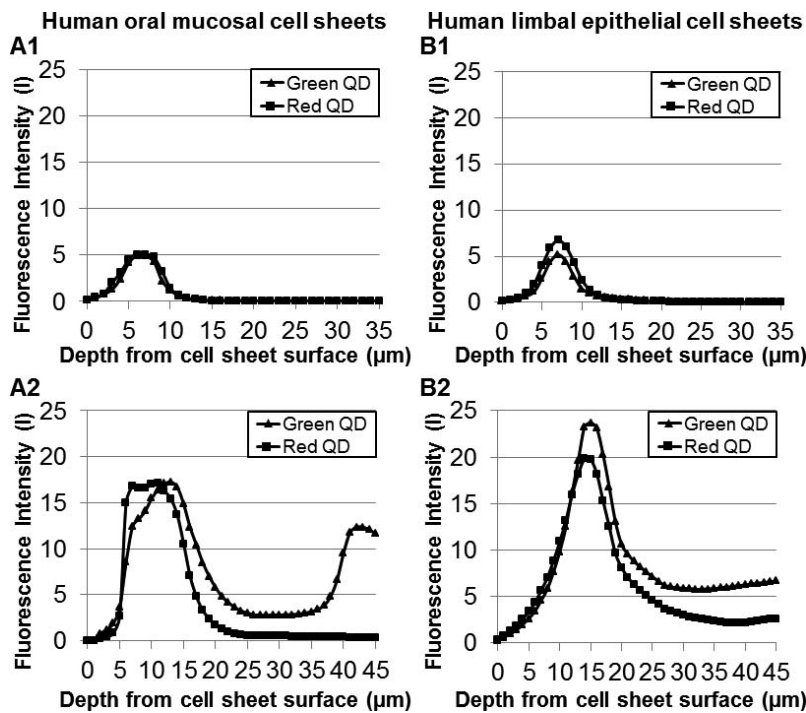 Human oral mucosal cell sheets
Human limbal epithelial cell sheets
A1
Fluorescence Intensity (I)
25
20
15
10
5
0
Green QD
Red QD
0 5 10 15 20 25 30 35
Depth from cell sheet surface (µm)
B1
Fluorescence Intensity (I)
25
20
15
10
5
0
Green QD
Red QD
0 5 10 15 20 25 30 35
Depth from cell sheet surface (µm)
A2
Fluorescence Intensity (I)
25
20
15
10
5
0
Green QD
Red QD
0 5 10 15 20 25 30 35 40 45
Depth from cell sheet surface (µm)
B2
Fluorescence Intensity (I)
25
20
15
10
5
0
Green QD
Red QD
0 5 10 15 20 25 30 35 40 45
Depth from cell sheet surface (µm)